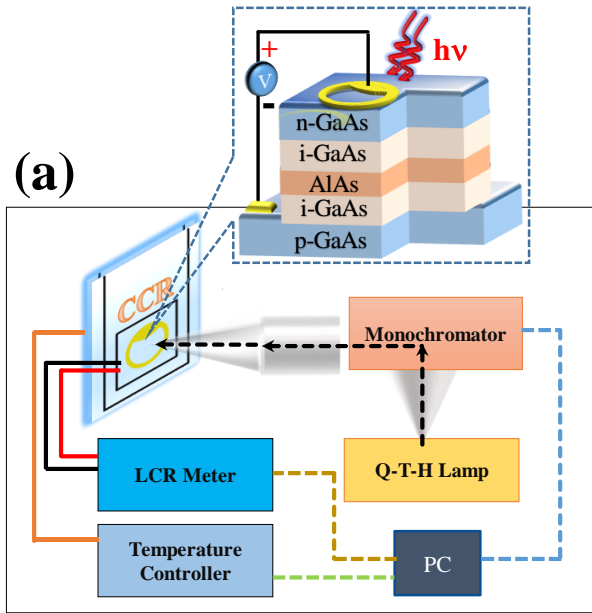 +
hν
V
-
n-GaAs
i-GaAs
AlAs
i-GaAs
p-GaAs
(a)
CCR
Monochromator
LCR Meter
Q-T-H Lamp
Temperature
Controller
PC